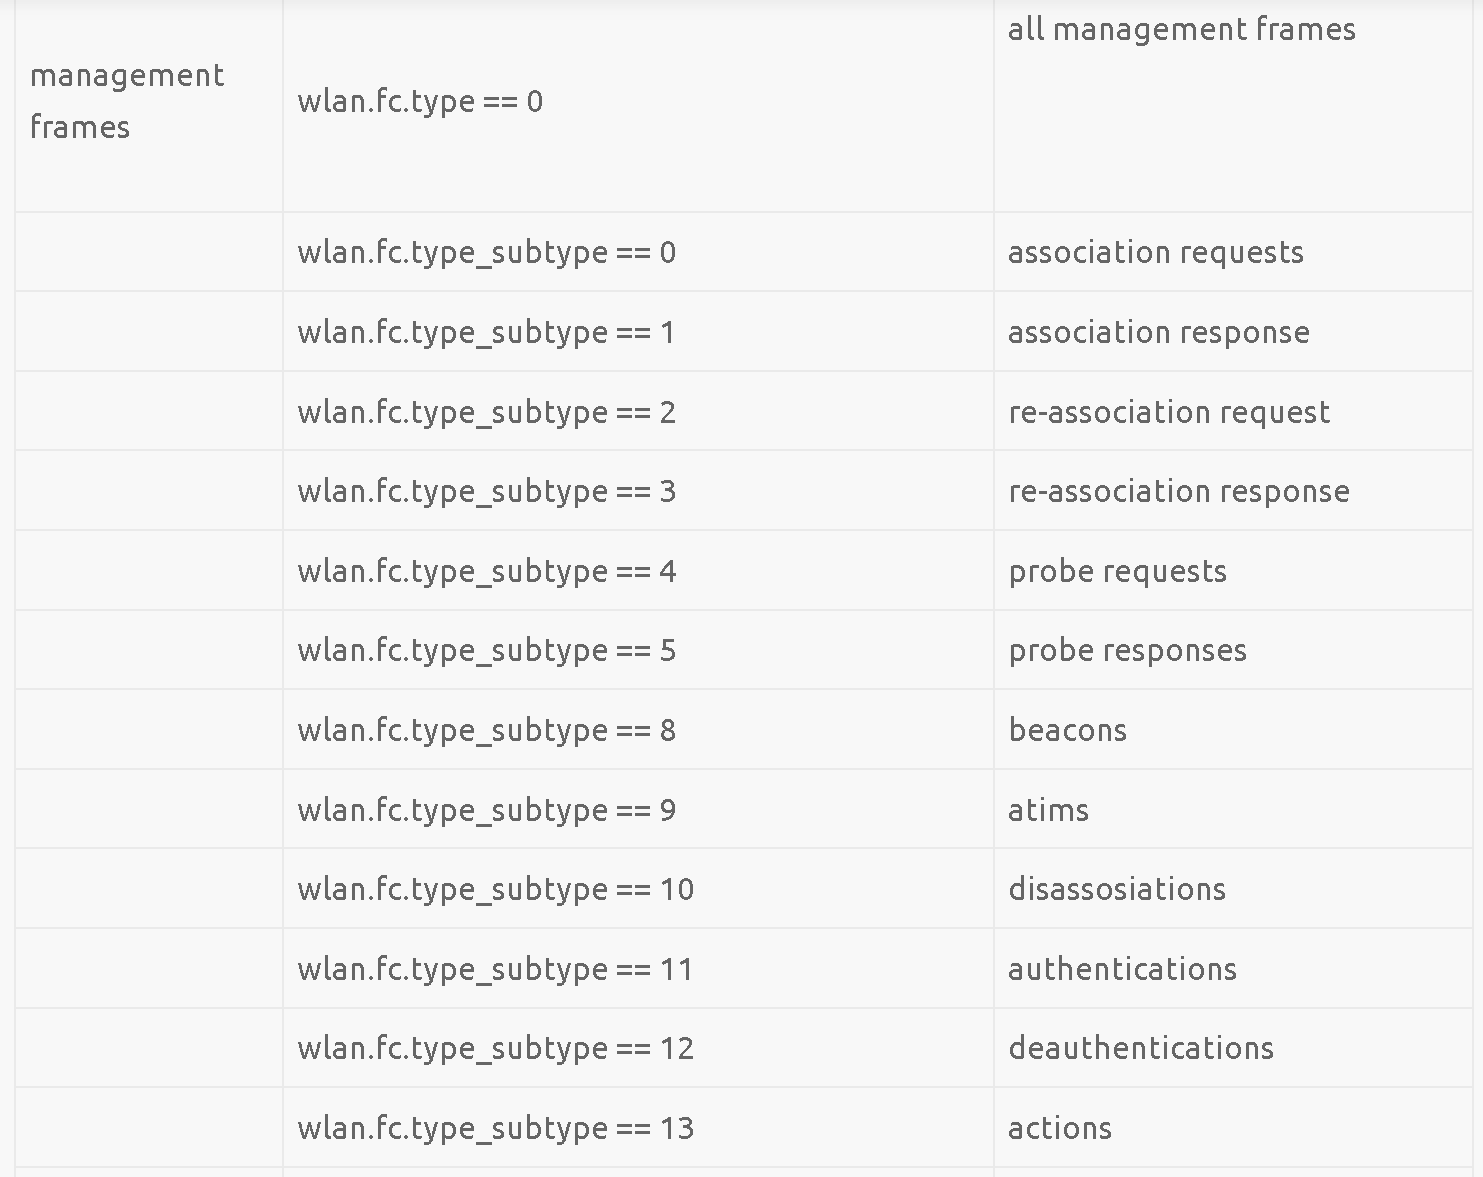 all management frames
management
frames
wlan.fc.type == 0
wlan.fc.type_subtype == 0
association requests
wlan.fc.type_subtype == 1
association response
wlan.fc.type_subtype == 2
re-association request
wlan.fc.type_subtype == 3
re-association response
wlan.fc.type_subtype == 4
probe requests
wlan.fc.type_subtype == 5
probe responses
wlan.fc.type_subtype == 8
beacons
wlan.fc.type_subtype == 9
atims
wlan.fc.type_subtype == 10
disassosiations
wlan.fc.type_subtype == 11
authentications
wlan.fc.type_subtype == 12
deauthentications
wlan.fc.type_subtype == 13
actions